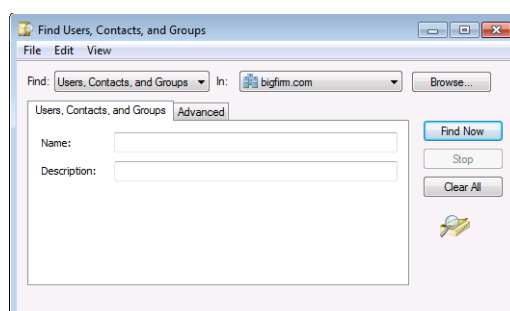 Find Users, Contacts, and Groups
File Edit View
Find: Users, Contacts, and Groups In: bigfirm.com Browse...
Users, Contacts, and Groups Advanced
Find Now
Name:
Stop
Description:
Clear All